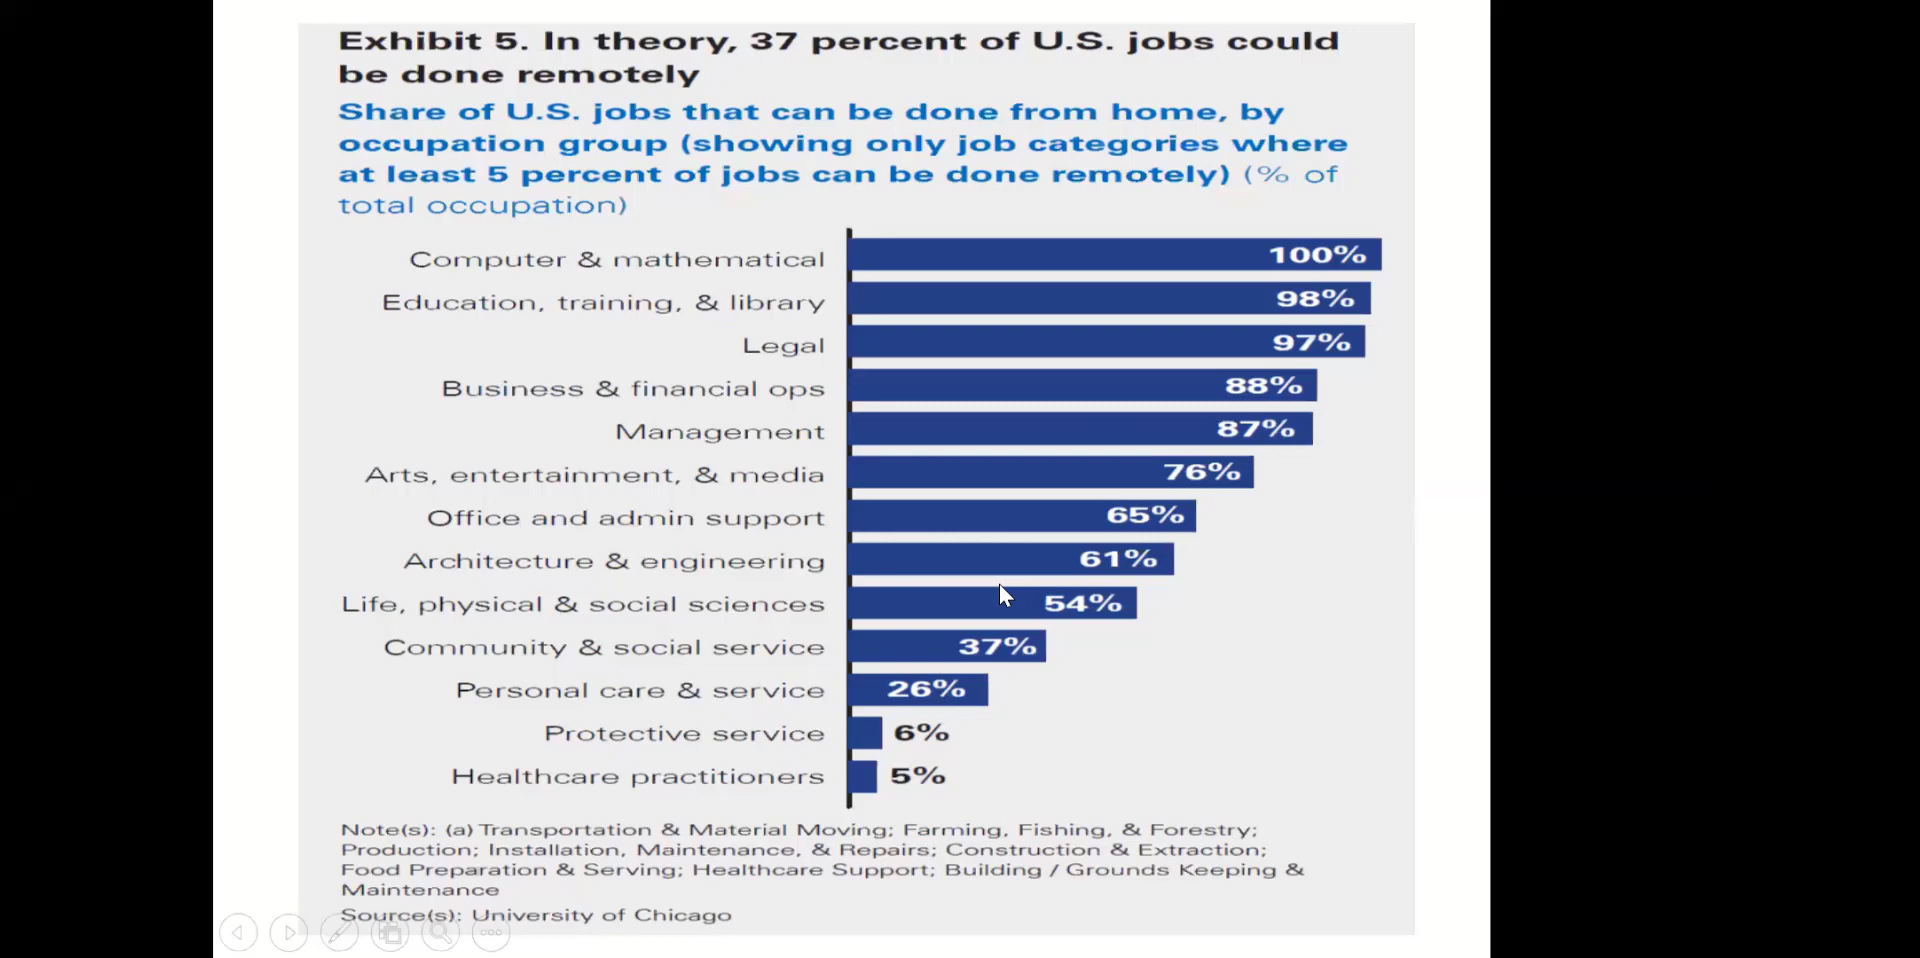 Exhibit 5. In theory, 37 percent of U.S. jobs could
be done remotely
Share of U.S. jobs that can be done from home, by
occupation group (showing only job categories where
at least 5 percent of jobs can be done remotely) (% of
total occupation)
Computer & mathematical 100%
Education, training, & library 98%
Legal 97%
Business & financial ops 88%
Management 87%
Arts, entertainment, & media 76%
Office and admin support 65%
Architecture & engineering 61%
Life, physical & social sciences 54%
Community & social service 37%
Personal care & service 26%
Protective service 6%
Healthcare practitioners 5%
Note(s): (a) Transportation & Material Moving; Farming, Fishing, & Forestry;
Production; Installation, Maintenance, & Repairs; Construction & Extraction;
Food Preparation & Serving; Healthcare Support; Building / Grounds Keeping &
Maintenance
Source(s): University of Chicago